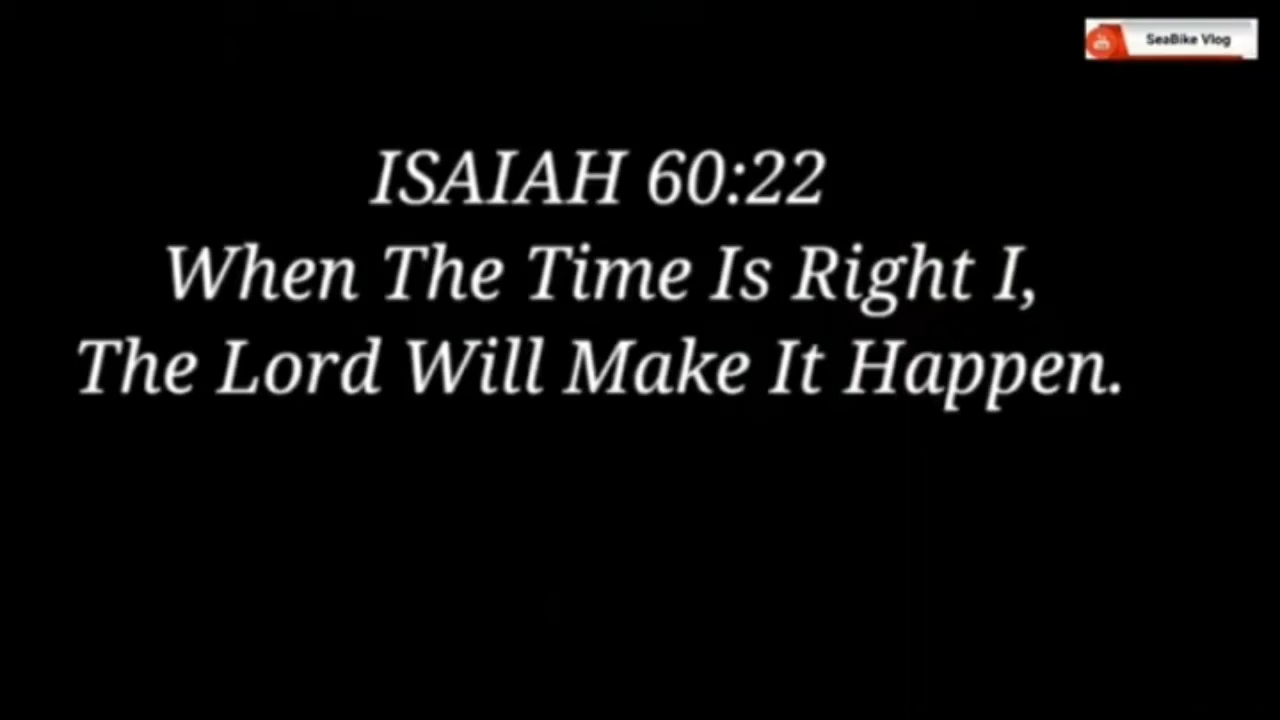 SeaBike Vlog
ISAIAH 60:22
When The Time Is Right I,
The Lord Will Make It Happen.